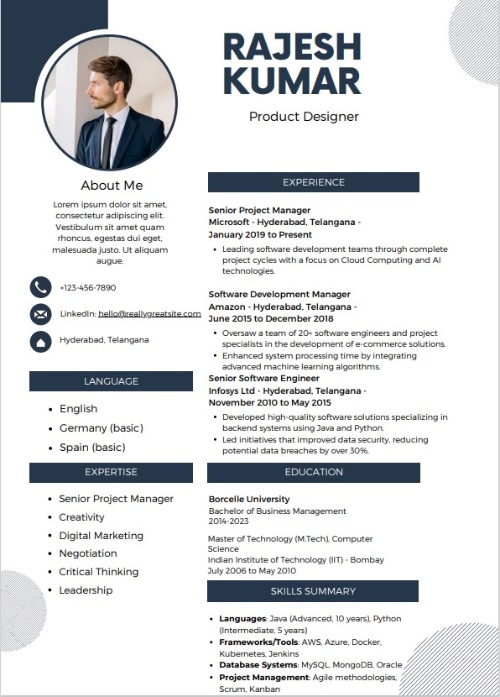 RAJESH
KUMAR
Product Designer
About Me
Lorem ipsum dolor sit amet,
consectetur adipiscing elit.
Vestibulum sit amet quam
rhoncus, egestas dui eget,
malesuada justo. Ut aliquam
augue.
+123-456-7890
LinkedIn: hello@reallygreatsite.com
Hyderabad, Telangana
LANGUAGE
English
Germany (basic)
Spain (basic)
EXPERTISE
Senior Project Manager
Creativity
Digital Marketing
Negotiation
Critical Thinking
Leadership
EXPERIENCE
Senior Project Manager
Microsoft - Hyderabad, Telangana -
January 2019 to Present
Leading software development teams through complete
project cycles with a focus on Cloud Computing and AI
technologies.
Software Development Manager
Amazon - Hyderabad, Telangana -
June 2015 to December 2018
Oversaw a team of 20+ software engineers and project
specialists in the development of e-commerce solutions.
Enhanced system processing time by integrating
advanced machine learning algorithms.
Senior Software Engineer
Infosys Ltd - Hyderabad, Telangana -
November 2010 to May 2015
Developed high-quality software solutions specializing in
backend systems using Java and Python.
Led initiatives that improved data security, reducing
potential data breaches by over 30%.
EDUCATION
Borcelle University
Bachelor of Business Management
2014-2023
Master of Technology (M.Tech), Computer
Science
Indian Institute of Technology (IIT) - Bombay
July 2006 to May 2010
SKILLS SUMMARY
Languages: Java (Advanced, 10 years), Python
(Intermediate, 5 years)
Frameworks/Tools: AWS, Azure, Docker,
Kubernetes, Jenkins
Database Systems: MySQL, MongoDB, Oracle
Project Management: Agile methodologies,
Scrum, Kanban